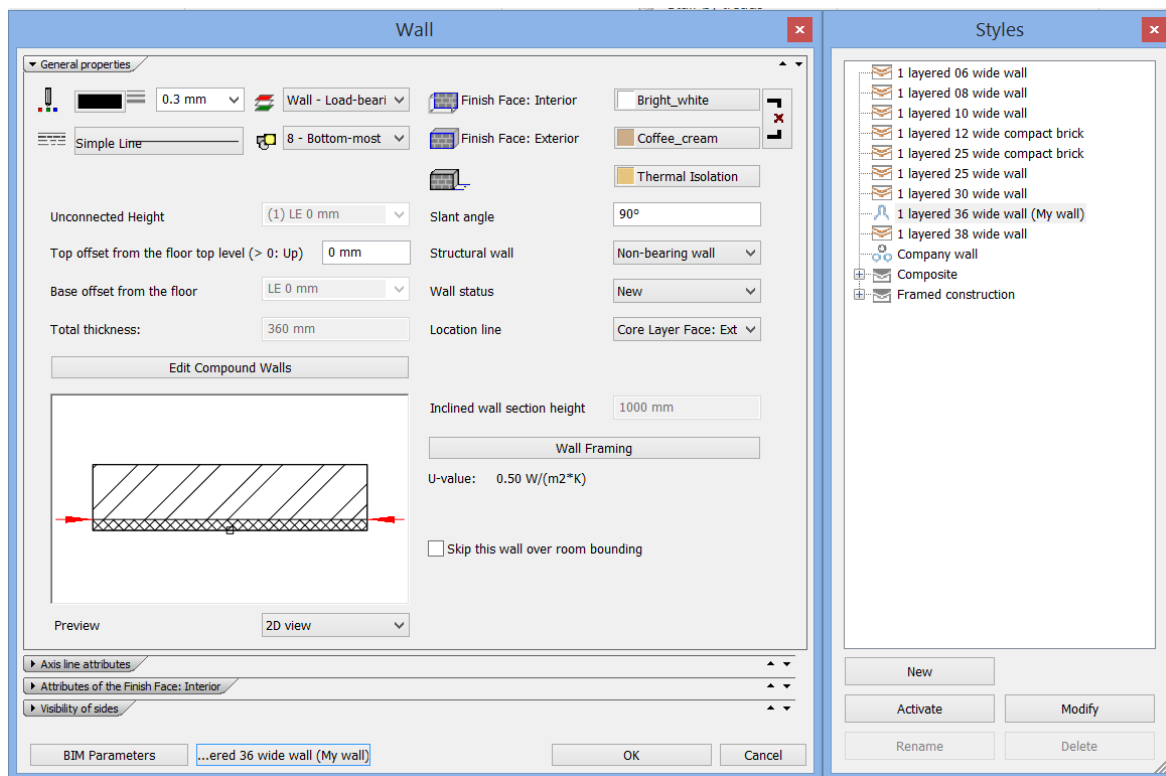 Wall
General properties
0.3 mm
Wall - Load-beari
Finish Face: Interior
Bright_white
Simple Line
8 - Bottom-most
Finish Face: Exterior
Coffee_cream
Thermal Isolation
Unconnected Height
(1) LE 0 mm
Slant angle
90º
Top offset from the floor top level (> 0: Up)
0 mm
Structural wall
Non-bearing wall
Base offset from the floor
LE 0 mm
Wall status
New
Total thickness:
360 mm
Location line
Core Layer Face: Ext
Edit Compound Walls
Inclined wall section height
1000 mm
Wall Framing
U-value: 0.50 W/(m2*K)
Skip this wall over room bounding
Preview
2D view
Axis line attributes
Attributes of the Finish Face: Interior
Visibility of sides
BIM Parameters
...ered 36 wide wall (My wall)
OK
Cancel
Styles
1 layered 06 wide wall
1 layered 08 wide wall
1 layered 10 wide wall
1 layered 12 wide compact brick
1 layered 25 wide compact brick
1 layered 25 wide wall
1 layered 30 wide wall
1 layered 36 wide wall (My wall)
1 layered 38 wide wall
Company wall
Composite
Framed construction
New
Activate
Modify
Rename
Delete